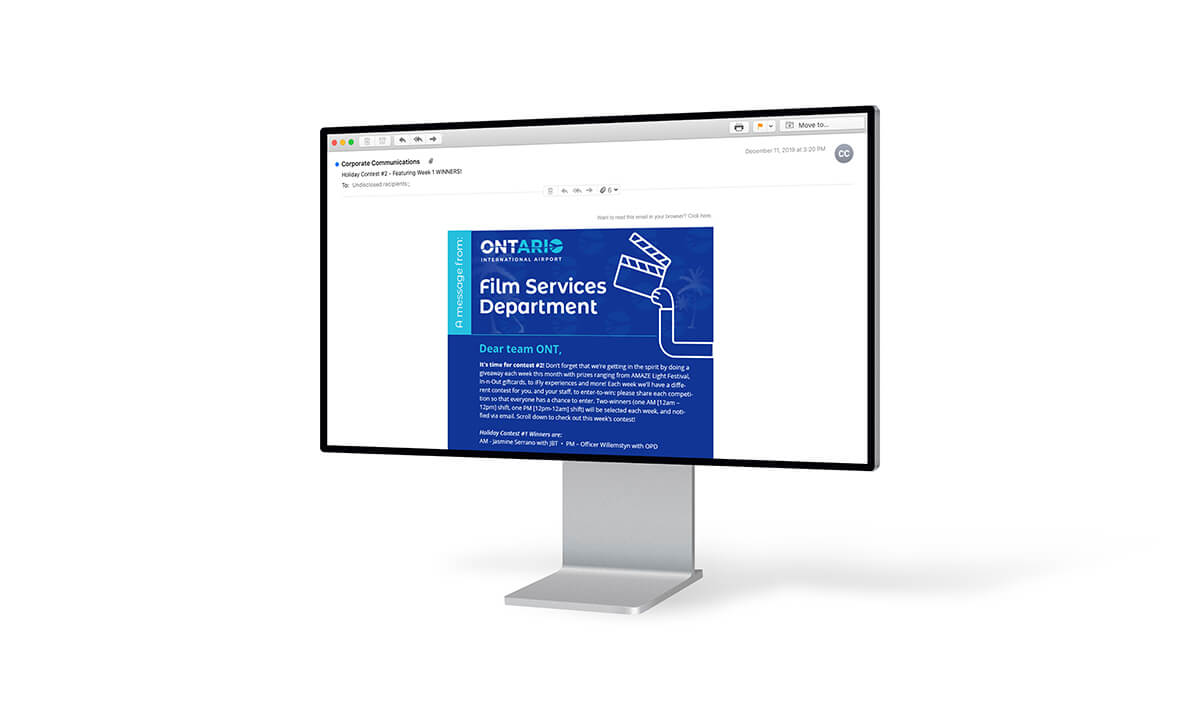 Move to...
December 11, 2019 at 3:20 PM
CC
Corporate Communications
Holiday Contest #2 - Featuring Week 1 WINNERS!
To: Undisclosed recipients:;
6
Want to read this email in your browser? Click here.
A message from:
ONTARIO
INTERNATIONAL AIRPORT
Film Services
Department
Dear team ONT,
It's time for contest #2! Don't forget that we're getting in the spirit by doing a
giveaway each week this month with prizes ranging from AMAZE Light Festival,
In-n-Out giftcards, to iFly experiences and more! Each week we'll have a diffe-
rent contest for you, and your staff, to enter-to-win; please share each competi-
tion so that everyone has a chance to enter. Two-winners (one AM [12am –
12pm) shift, one PM [12pm-12am] shift) will be selected each week, and noti-
fied via email. Scroll down to check out this week's contest!
Holiday Contest #1 Winners are:
AM - Jasmine Serrano with JBT • PM – Officer Willemstyn with OPD